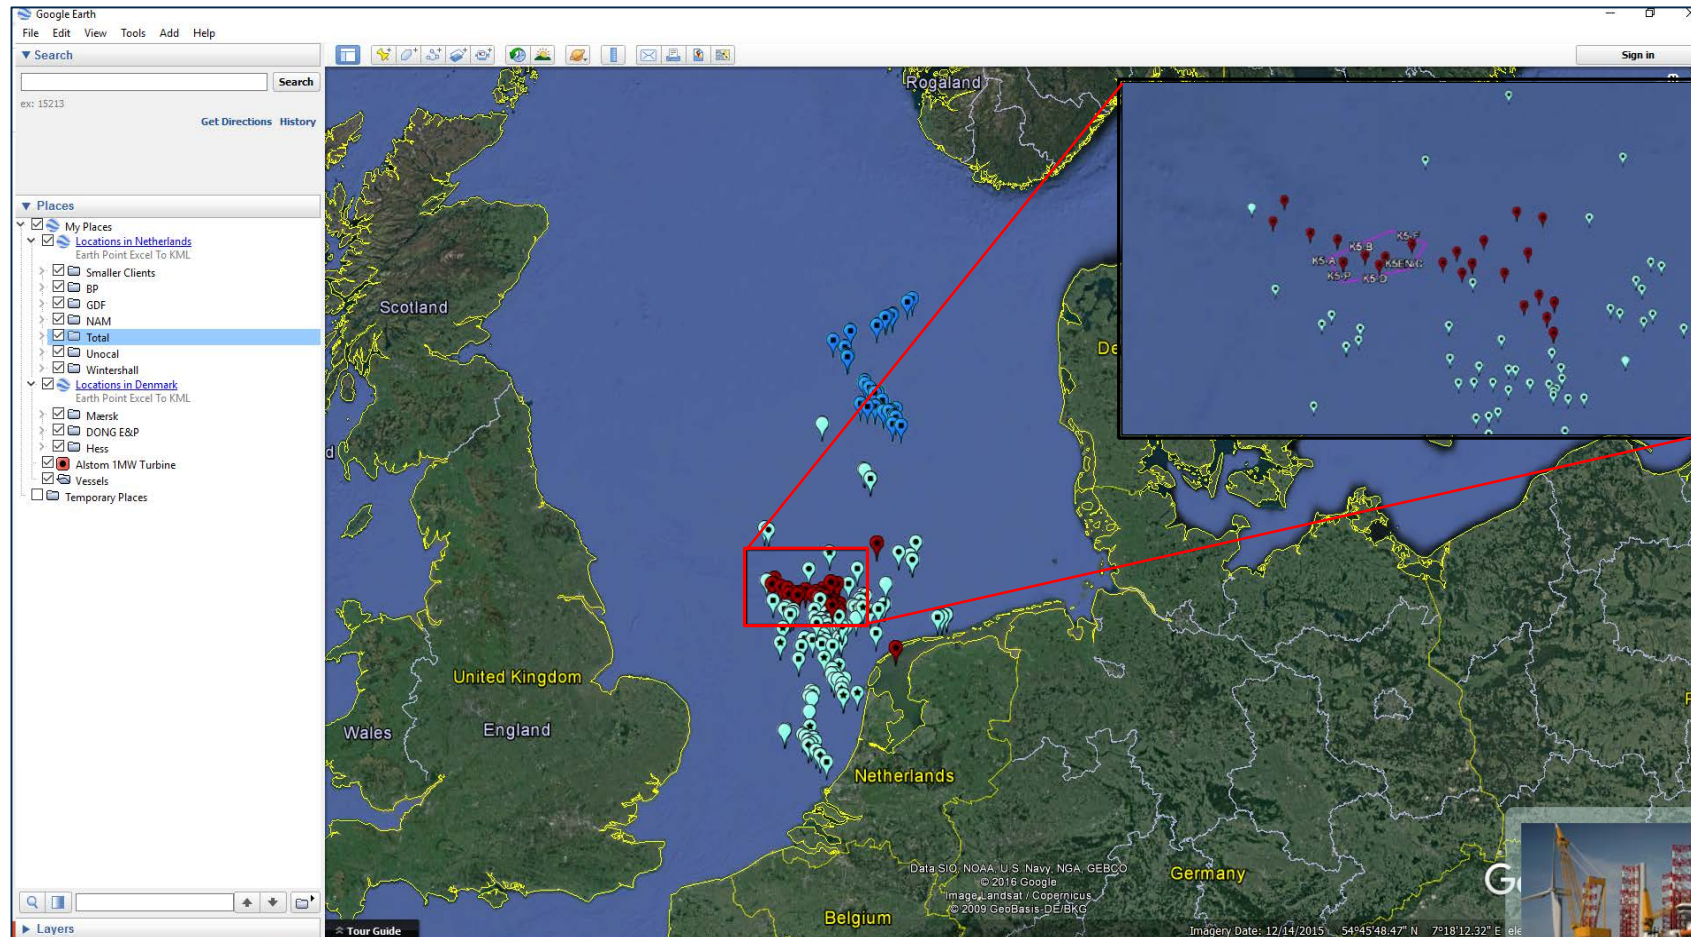 Google Earth
File Edit View Tools Add Help
Search
Sign in
Search
ex: 15213
Get Directions History
Places
My Places
Locations in Netherlands
Earth Point Excel To KML
Smaller Clients
BP
GDF
NAM
Total
Unocal
Wintershall
Locations in Denmark
Earth Point Excel To KML
Mærsk
DONG E&P
Hess
Alstom 1MW Turbine
Vessels
Temporary Places
Layers
Rogaland
Scotland
De
United Kingdom
Wales
England
Netherlands
Germany
Belgium
K5-B
K5-F
K5-A
K5ENC
K5-P
K5-D
Data SIO, NOAA, U.S. Navy, NGA, GEBCO
© 2016 Google
Image Landsat / Copernicus
© 2009 GeoBasis-DE/BKG
Tour Guide
Imagery Date: 12/14/2015 54°45'48.47" N 7°18'12.32" E ele